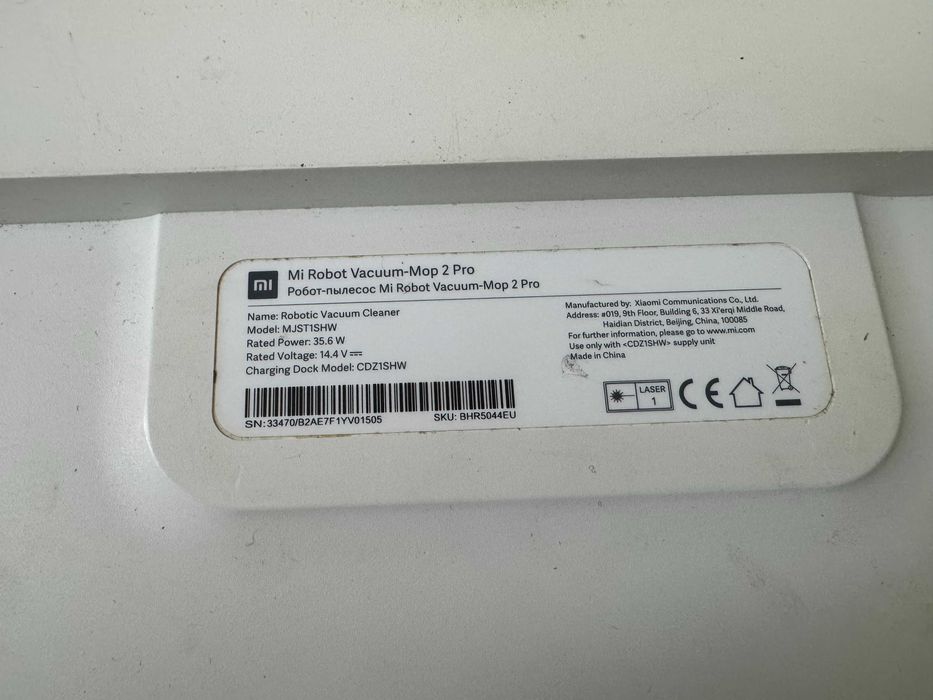 mi
Mi Robot Vacuum-Mop 2 Pro
Робот-пылесос Mi Robot Vacuum-Mop 2 Pro
Name: Robotic Vacuum Cleaner
Model: MJST1SHW
Rated Power: 35.6 W
Rated Voltage: 14.4 V⎓
Charging Dock Model: CDZ1SHW
SN: 33470/B2AE7F1YV01505
SKU: BHR5044EU
Manufactured by: Xiaomi Communications Co., Ltd.
Address: #019, 9th Floor, Building 6, 33 Xi'erqi Middle Road,
Haidian District, Beijing, China, 100085
For further information, please go to www.mi.com
Use only with <CDZ1SHW> supply unit
Made in China
LASER
1
CE